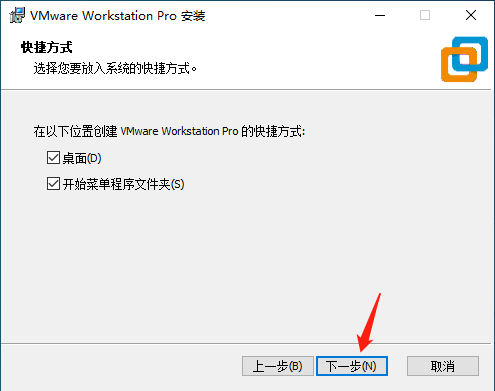 VMware Workstation Pro 安装
快捷方式
选择您要放入系统的快捷方式。
在以下位置创建 VMware Workstation Pro 的快捷方式:
桌面(D)
开始菜单程序文件夹(S)
上一步(B) 下一步(N) 取消